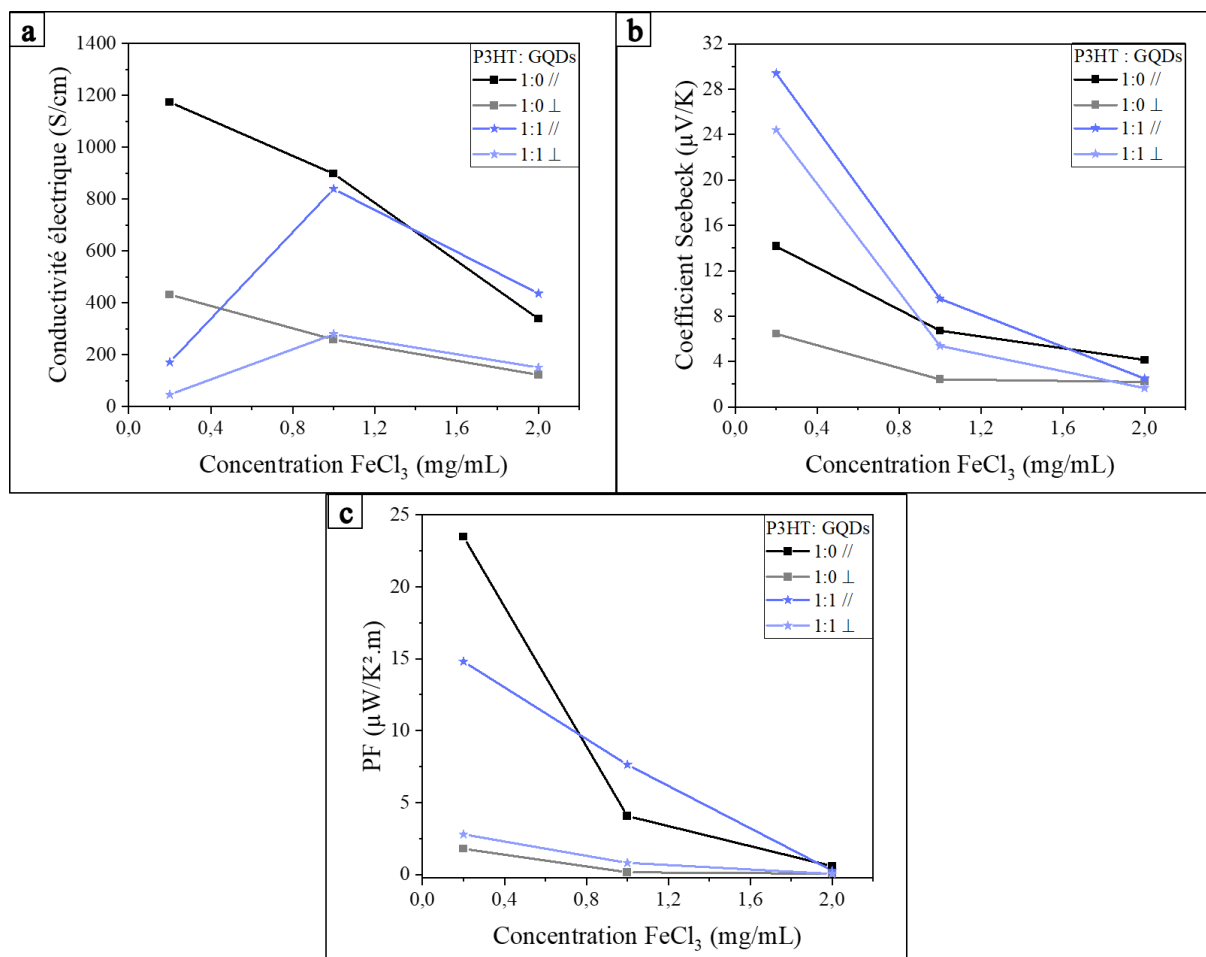 a
Conductivité électrique (S/cm)
1400
1200
1000
800
600
400
200
0
0,0 0,4 0,8 1,2 1,6 2,0
Concentration FeCl₃ (mg/mL)
P3HT: GQDs
1:0 //
1:0 ⊥
1:1 //
1:1 ⊥
b
Coefficient Seebeck (µV/K)
32
28
24
20
16
12
8
4
0
0,0 0,4 0,8 1,2 1,6 2,0
Concentration FeCl₃ (mg/mL)
P3HT : GQDs
1:0 //
1:0 ⊥
1:1 //
1:1 ⊥
c
PF (µW/K².m)
25
20
15
10
5
0
0,0 0,4 0,8 1,2 1,6 2,0
Concentration FeCl₃ (mg/mL)
P3HT: GQDs
1:0 //
1:0 ⊥
1:1 //
1:1 ⊥